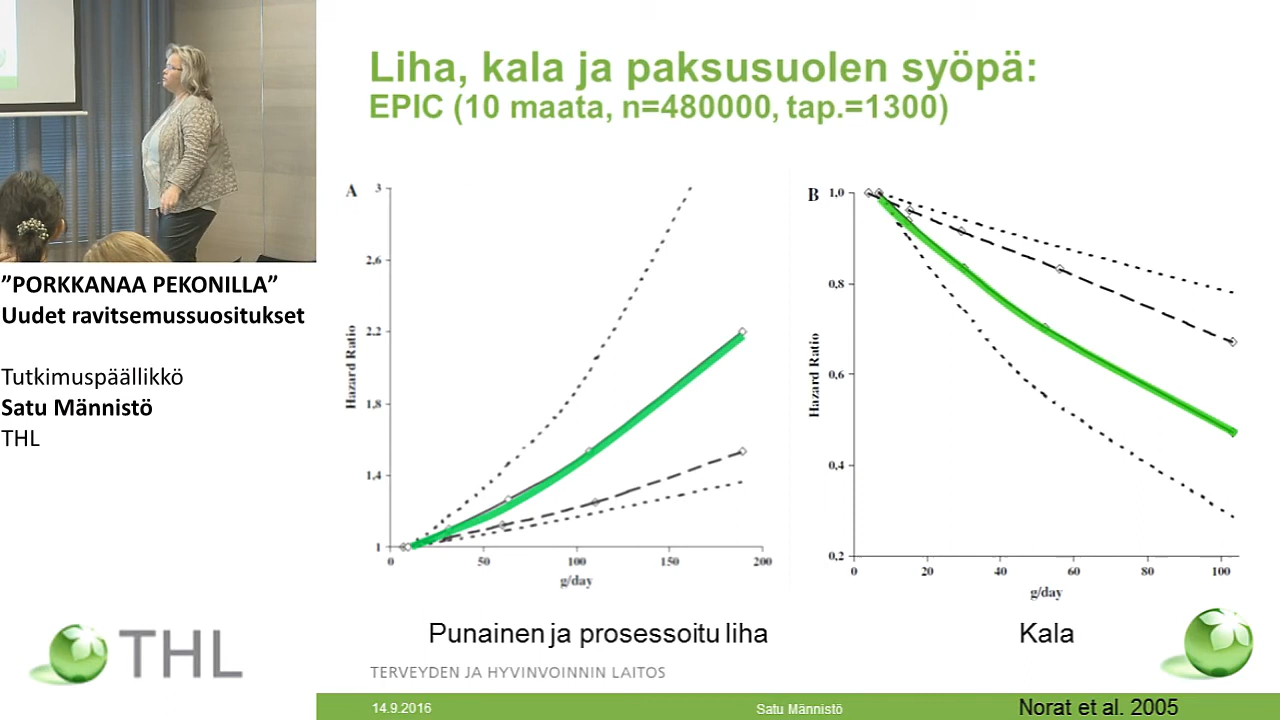 Liha, kala ja paksusuolen syöpä:
EPIC (10 maata, n=480000, tap.=1300)
”PORKKANAA PEKONILLA”
Uudet ravitsemussuositukset
Tutkimuspäällikkö
Satu Männistö
THL
A
3
2,6
2,2
1,8
1,4
1
Hazard Ratio
0 50 100 150 200
g/day
Punainen ja prosessoitu liha
B
1,0
0,8
0,6
0,4
0,2
Hazard Ratio
0 20 40 60 80 100
g/day
Kala
THL
TERVEYDEN JA HYVINVOINNIN LAITOS
14.9.2016
Satu Männistö
Norat et al. 2005